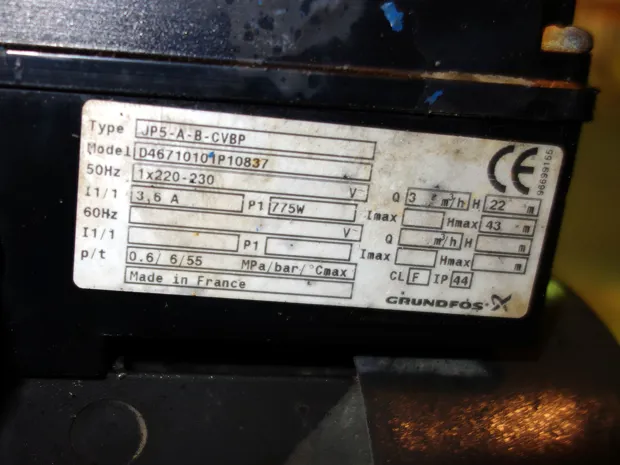 Type JP5-A-B-CVBP
Model D46710101P10837
50Hz 1x220-230 V~ Q 3 m³/h H 22 m
I1/1 3,6 A P1 775W Imax Hmax 43 m
60Hz V~ Q m³/h H m
I1/1 P1 Imax Hmax m
p/t 0.6/ 6/55 MPa/bar/°Cmax CL F IP 44
Made in France GRUNDFOS
CE
96699165